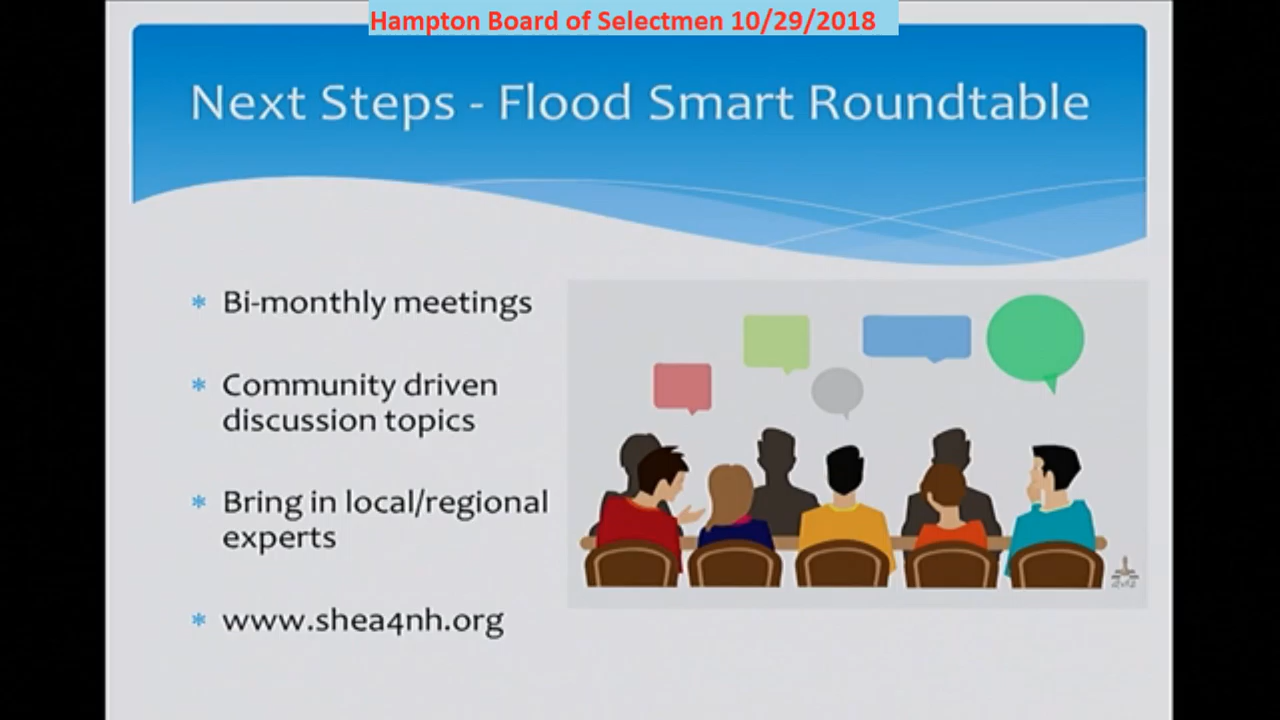 Hampton Board of Selectmen 10/29/2018
Next Steps - Flood Smart Roundtable
* Bi-monthly meetings
* Community driven
discussion topics
* Bring in local/regional
experts
* www.shea4nh.org